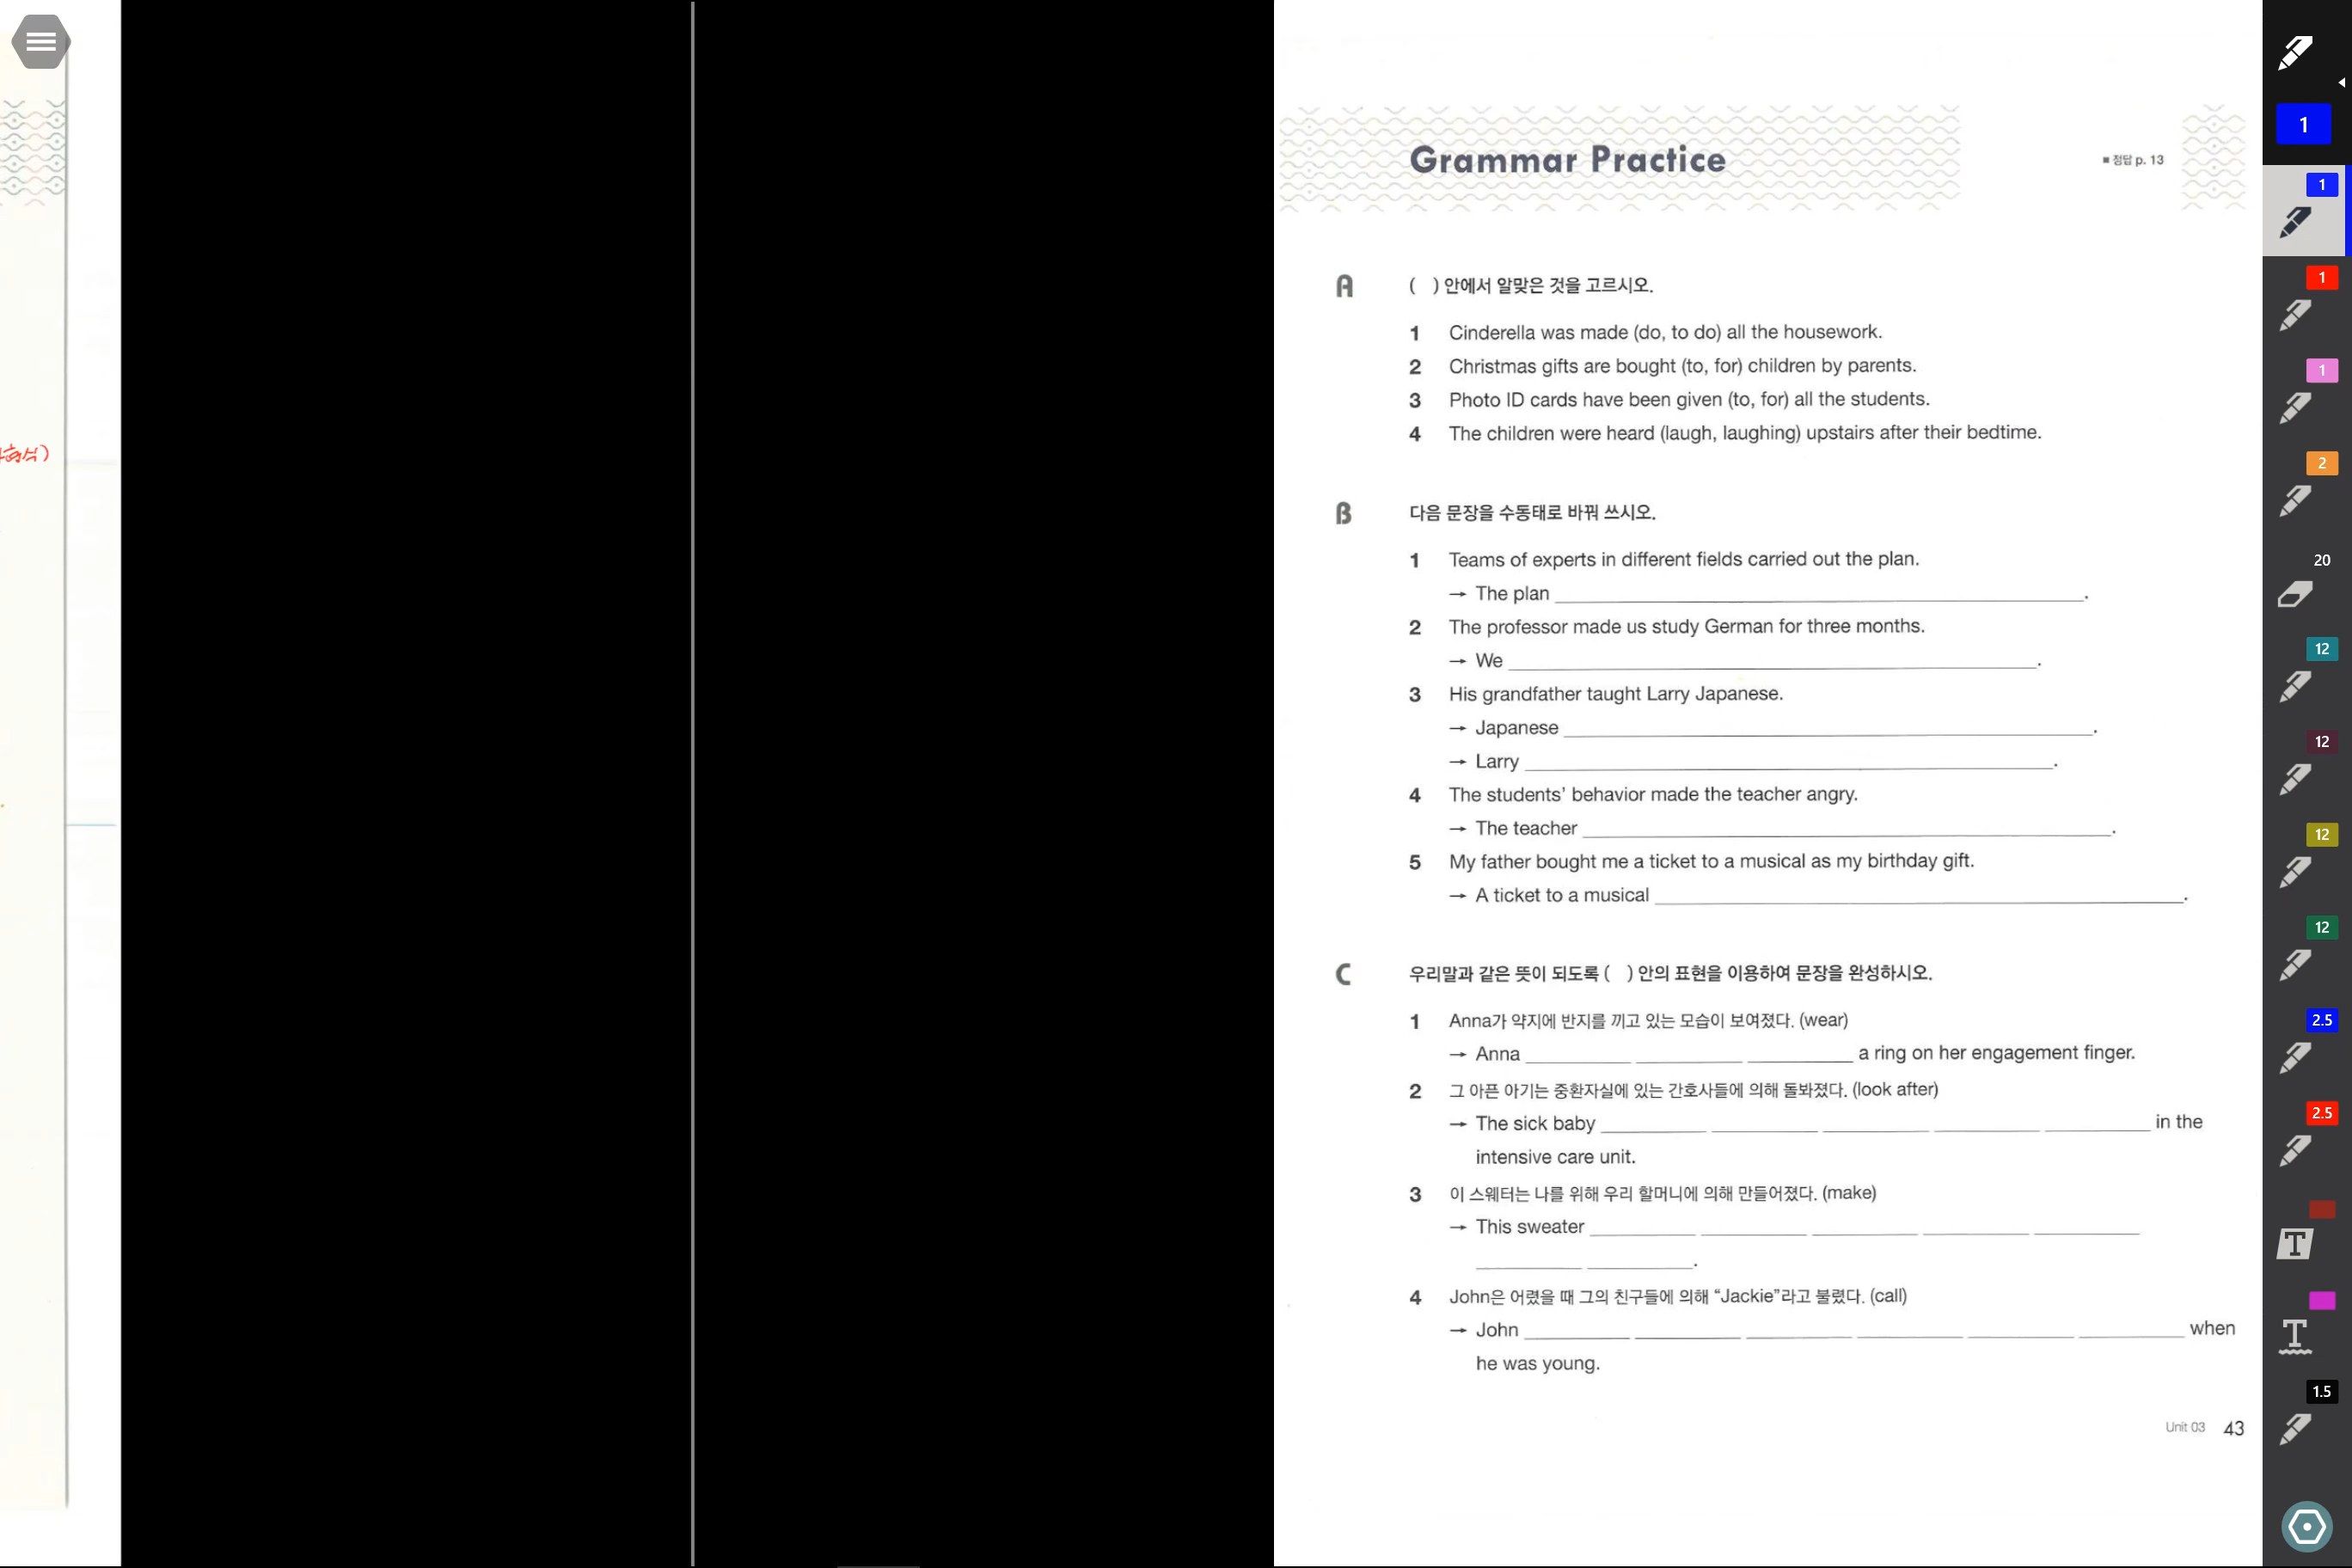 Grammar Practice
■ 정답 p. 13
A ( ) 안에서 알맞은 것을 고르시오.
1 Cinderella was made (do, to do) all the housework.
2 Christmas gifts are bought (to, for) children by parents.
3 Photo ID cards have been given (to, for) all the students.
4 The children were heard (laugh, laughing) upstairs after their bedtime.
B 다음 문장을 수동태로 바꿔 쓰시오.
1 Teams of experts in different fields carried out the plan.
→ The plan .
2 The professor made us study German for three months.
→ We .
3 His grandfather taught Larry Japanese.
→ Japanese .
→ Larry .
4 The students' behavior made the teacher angry.
→ The teacher .
5 My father bought me a ticket to a musical as my birthday gift.
→ A ticket to a musical .
C 우리말과 같은 뜻이 되도록 ( ) 안의 표현을 이용하여 문장을 완성하시오.
1 Anna가 약지에 반지를 끼고 있는 모습이 보여졌다. (wear)
→ Anna a ring on her engagement finger.
2 그 아픈 아기는 중환자실에 있는 간호사들에 의해 돌봐졌다. (look after)
→ The sick baby in the
intensive care unit.
3 이 스웨터는 나를 위해 우리 할머니에 의해 만들어졌다. (make)
→ This sweater
.
4 John은 어렸을 때 그의 친구들에 의해 “Jackie”라고 불렸다. (call)
→ John when
he was young.
Unit 03 43
1
1
1
1
2
20
12
12
12
12
2.5
2.5
T
T
1.5